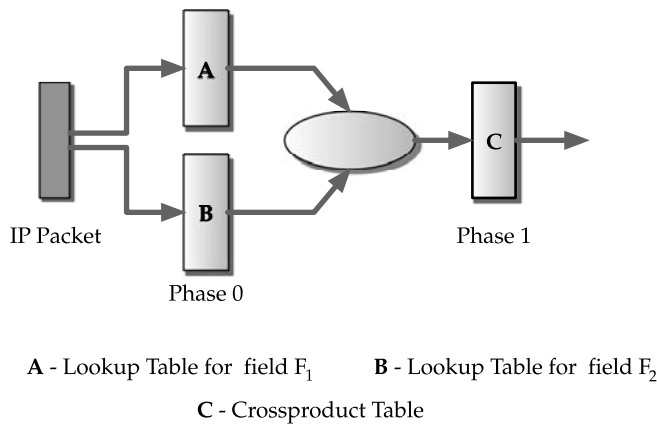 A
B
C
IP Packet
Phase 0
Phase 1
A - Lookup Table for field F₁
B - Lookup Table for field F₂
C - Crossproduct Table